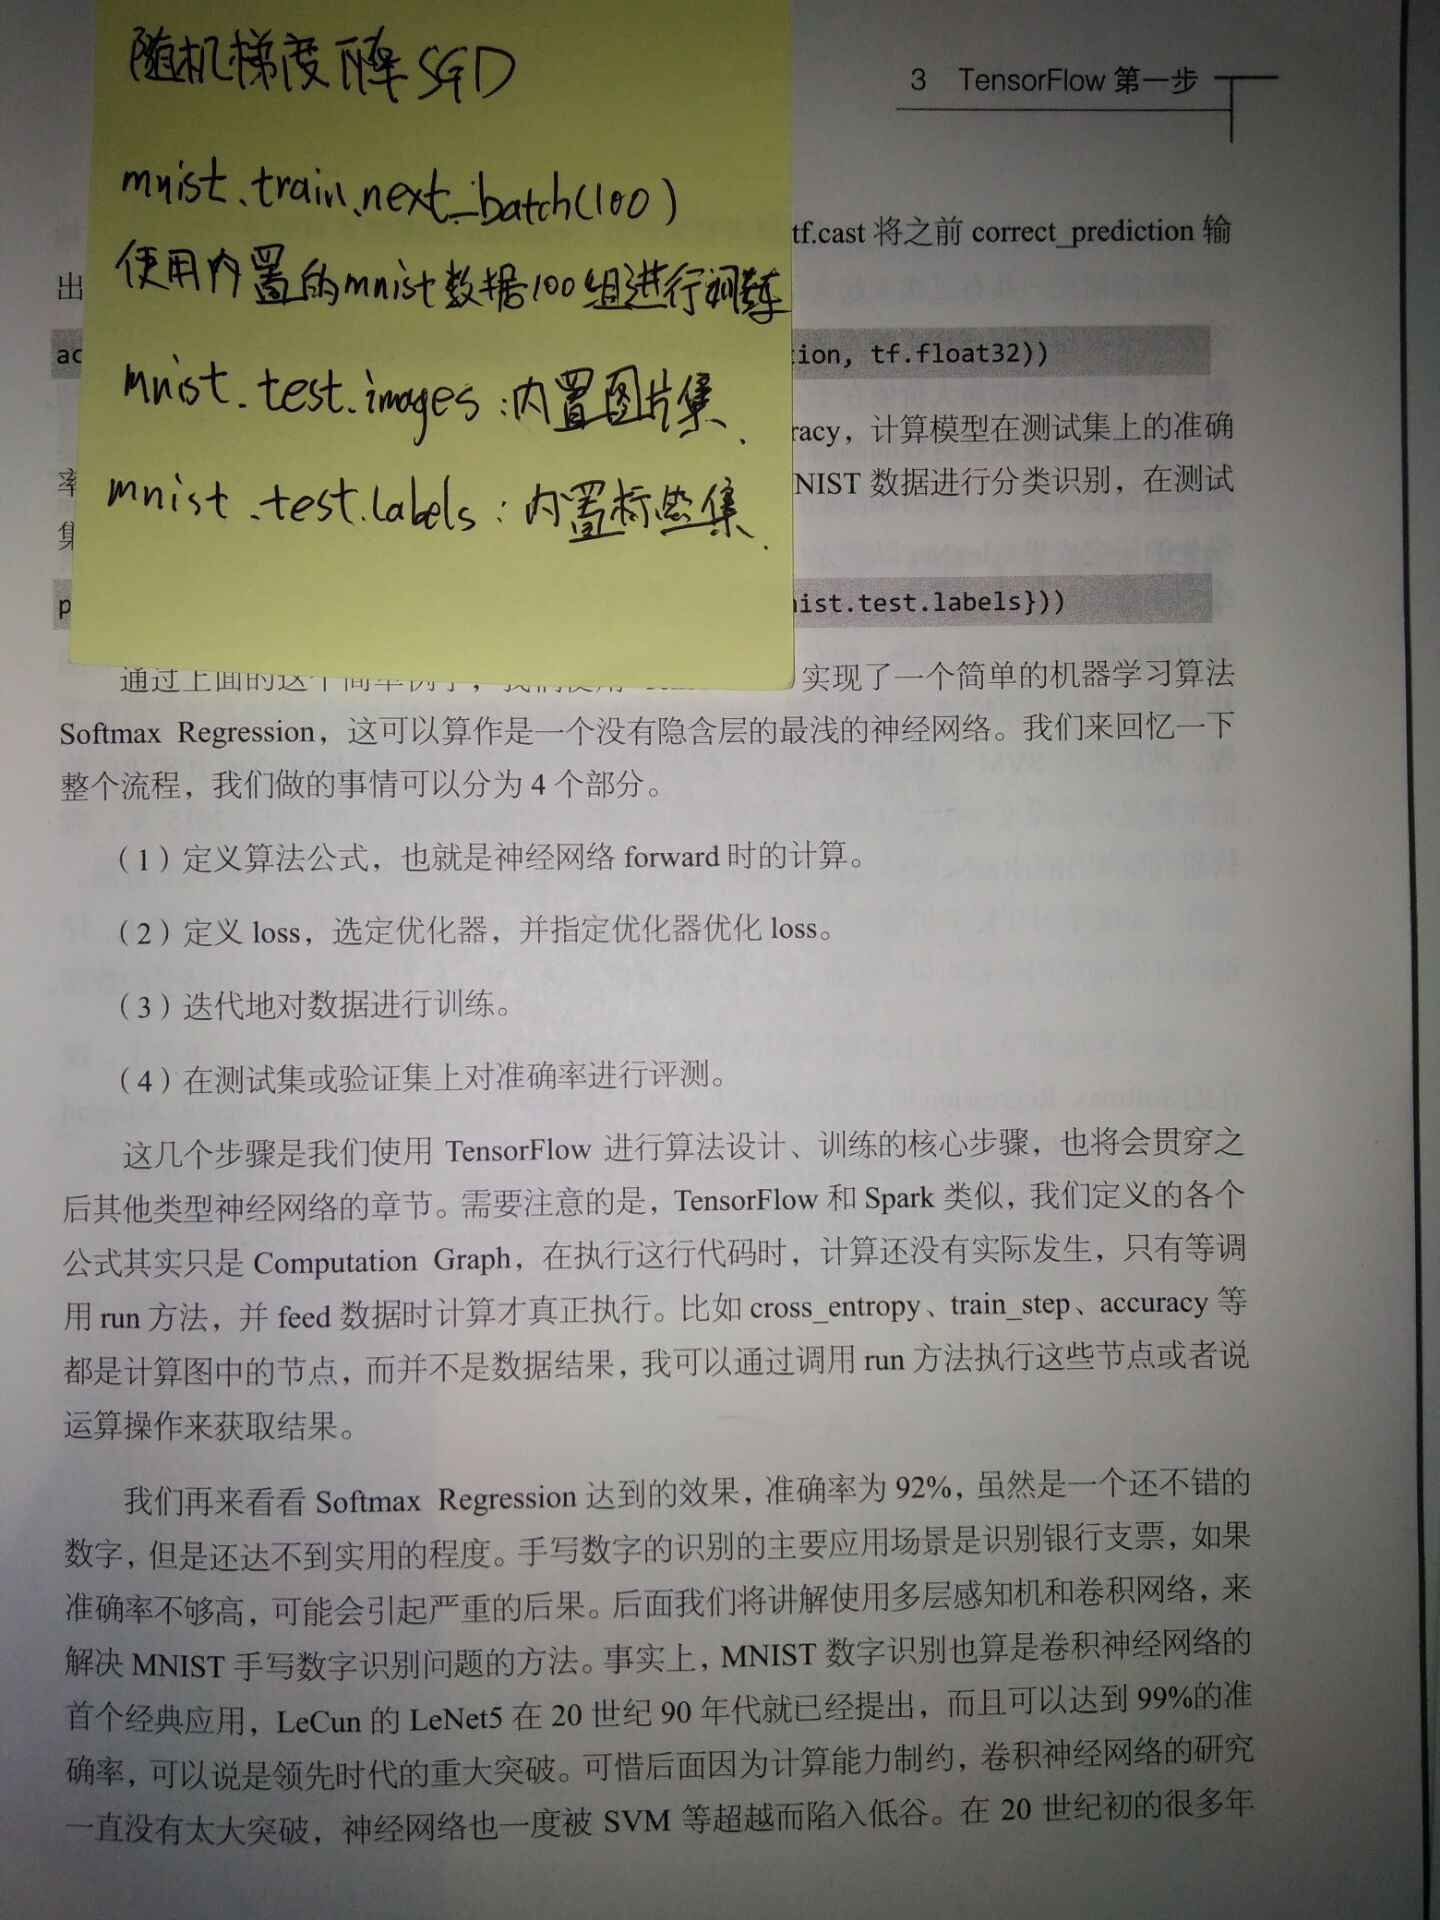 随机梯度下降SGD
mnist.train.next_batch(100)
使用内置的mnist数据100组进行训练
mnist.test.images:内置图片集.
mnist.test.labels:内置标签集.
3 TensorFlow 第一步
tf.cast 将之前 correct_prediction 输
出
ac tion, tf.float32))
racy，计算模型在测试集上的准确
率 NIST 数据进行分类识别，在测试
集
p nist.test.labels}))
通过上面的这个简单例子，我们使用 实现了一个简单的机器学习算法
Softmax Regression，这可以算作是一个没有隐含层的最浅的神经网络。我们来回忆一下
整个流程，我们做的事情可以分为 4 个部分。
（1）定义算法公式，也就是神经网络 forward 时的计算。
（2）定义 loss，选定优化器，并指定优化器优化 loss。
（3）迭代地对数据进行训练。
（4）在测试集或验证集上对准确率进行评测。
这几个步骤是我们使用 TensorFlow 进行算法设计、训练的核心步骤，也将会贯穿之
后其他类型神经网络的章节。需要注意的是，TensorFlow 和 Spark 类似，我们定义的各个
公式其实只是 Computation Graph，在执行这行代码时，计算还没有实际发生，只有等调
用 run 方法，并 feed 数据时计算才真正执行。比如 cross_entropy、train_step、accuracy 等
都是计算图中的节点，而并不是数据结果，我可以通过调用 run 方法执行这些节点或者说
运算操作来获取结果。
我们再来看看 Softmax Regression 达到的效果，准确率为 92%，虽然是一个还不错的
数字，但是还达不到实用的程度。手写数字的识别的主要应用场景是识别银行支票，如果
准确率不够高，可能会引起严重的后果。后面我们将讲解使用多层感知机和卷积网络，来
解决 MNIST 手写数字识别问题的方法。事实上，MNIST 数字识别也算是卷积神经网络的
首个经典应用，LeCun 的 LeNet5 在 20 世纪 90 年代就已经提出，而且可以达到 99%的准
确率，可以说是领先时代的重大突破。可惜后面因为计算能力制约，卷积神经网络的研究
一直没有太大突破，神经网络也一度被 SVM 等超越而陷入低谷。在 20 世纪初的很多年